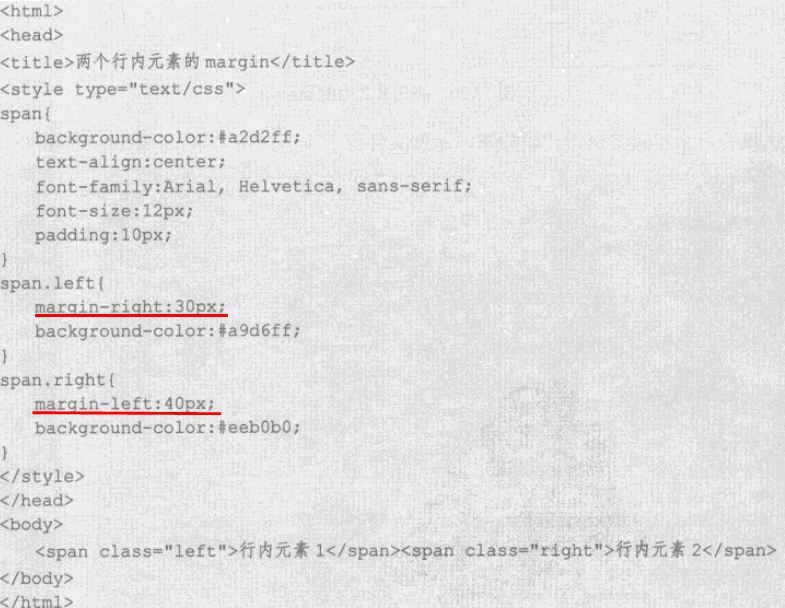 <html>
<head>
<title>两个行内元素的 margin</title>
<style type="text/css">
span{
background-color:#a2d2ff;
text-align:center;
font-family:Arial, Helvetica, sans-serif;
font-size:12px;
padding:10px;
}
span.left{
margin-right:30px;
background-color:#a9d6ff;
}
span.right{
margin-left:40px;
background-color:#eeb0b0;
}
</style>
</head>
<body>
<span class="left">行内元素 1</span><span class="right">行内元素 2</span>
</body>
</html>